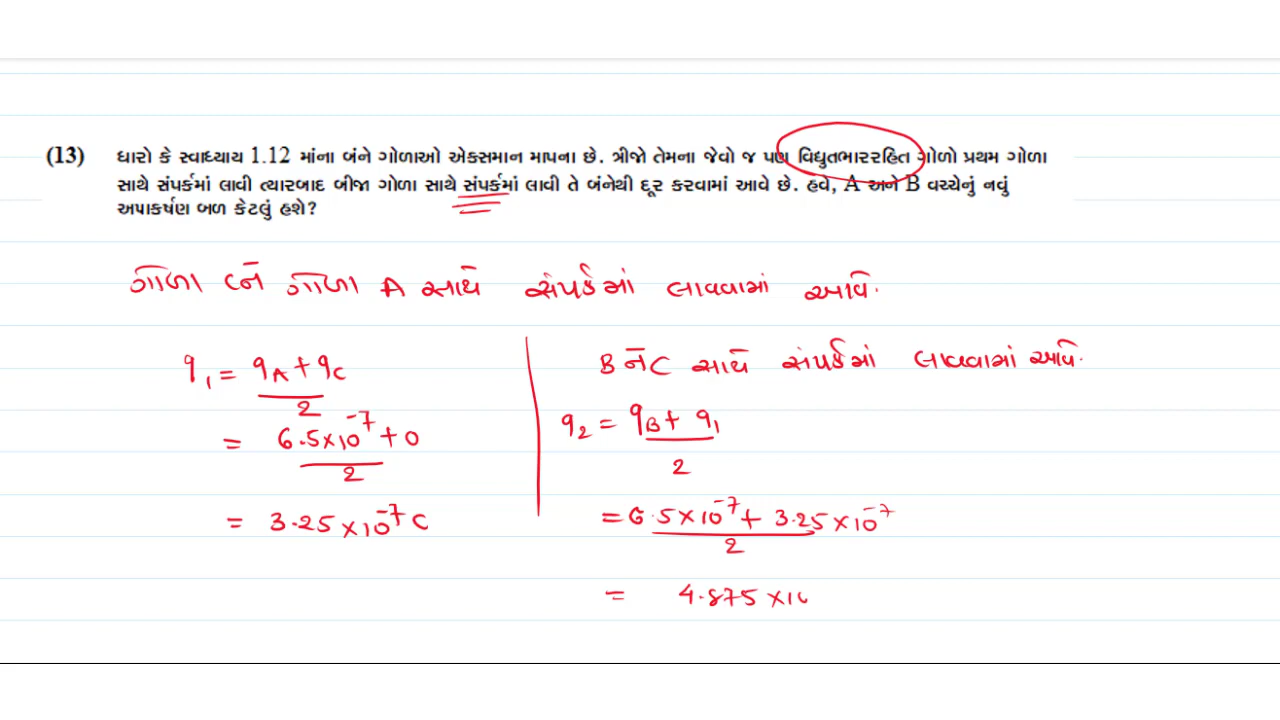 (13) ધારો કે સ્વાધ્યાય 1.12 માંના બંને ગોળાઓ એકસમાન માપના છે. ત્રીજો તેમના જેવો જ પણ વિદ્યુતભારરહિત ગોળો પ્રથમ ગોળા
સાથે સંપર્કમાં લાવી ત્યારબાદ બીજા ગોળા સાથે સંપર્કમાં લાવી તે બંનેથી દૂર કરવામાં આવે છે. હવે, A અને B વચ્ચેનું નવું
અપાકર્ષણ બળ કેટલું હશે?
ગોળા C ને ગોળા A સાથે સંપર્કમાં લાવવામાં આવે.
q₁ = qA + qC
2
= 6.5×10⁻⁷ + 0
2
= 3.25×10⁻⁷ C
B ને C સાથે સંપર્કમાં લાવવામાં આવે.
q₂ = qB + q₁
2
= 6.5×10⁻⁷ + 3.25×10⁻⁷
2
= 4.875×10